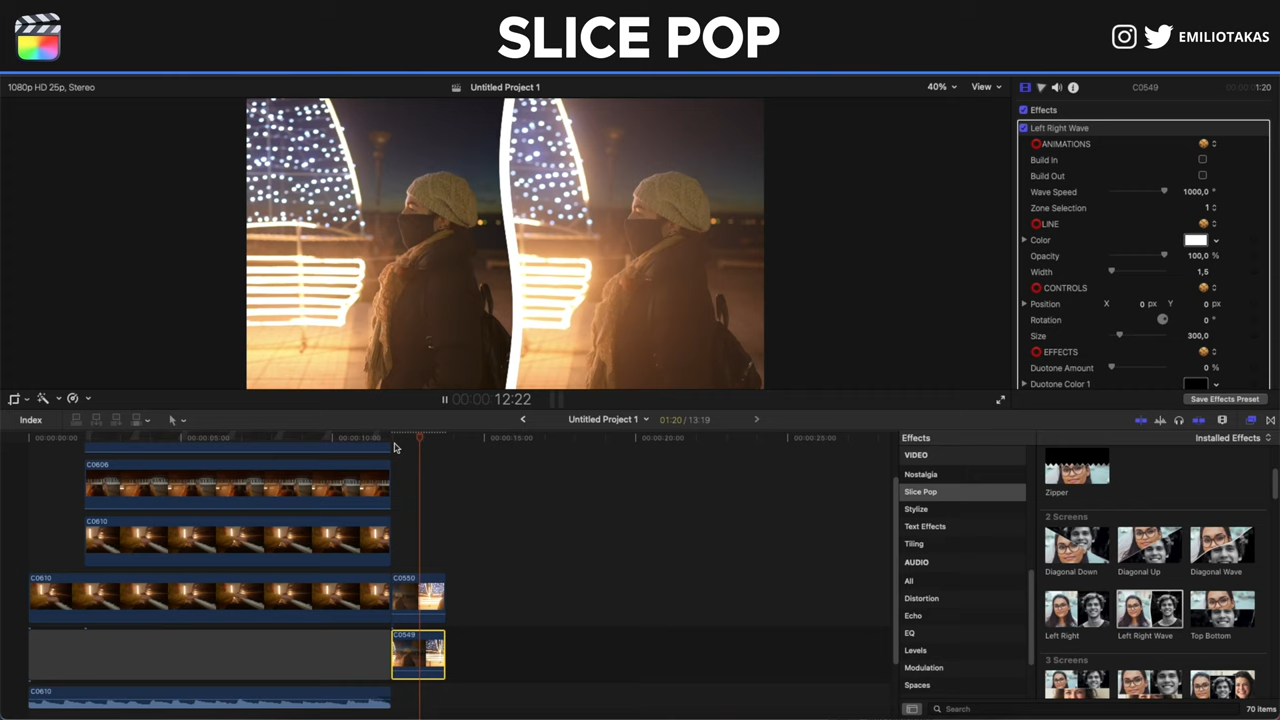 SLICE POP
EMILIOTAKAS
1080p HD 25p, Stereo
Untitled Project 1
40%
View
C0549
00:00:00 1:20
Effects
Left Right Wave
ANIMATIONS
Build In
Build Out
Wave Speed 1000,0 °
Zone Selection 1
LINE
Color
Opacity 100,0 %
Width 1,5
CONTROLS
Position X 0 px Y 0 px
Rotation 0 °
Size 300,0
EFFECTS
Duotone Amount 0 %
Duotone Color 1
Save Effects Preset
00:00:00:12:22
Index
Untitled Project 1
01:20 / 13:19
00:00:00:00
00:00:05:00
00:00:10:00
00:00:15:00
00:00:20:00
00:00:25:00
C0606
C0610
C0610
C0550
C0549
C0610
Effects
Installed Effects
VIDEO
Nostalgia
Slice Pop
Stylize
Text Effects
Tiling
AUDIO
All
Distortion
Echo
EQ
Levels
Modulation
Spaces
Zipper
2 Screens
Diagonal Down
Diagonal Up
Diagonal Wave
Left Right
Left Right Wave
Top Bottom
3 Screens
Search
70 items